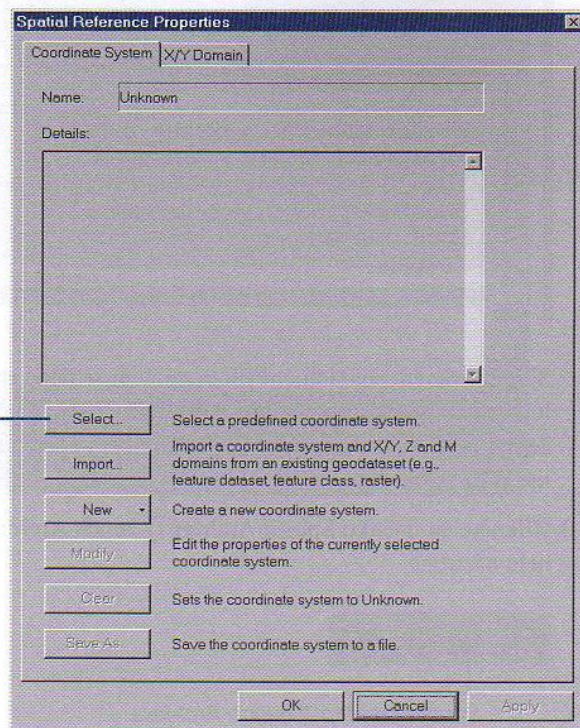 Spatial Reference Properties
Coordinate System
X/Y Domain
Name:
Unknown
Details:
Select...
Select a predefined coordinate system.
Import...
Import a coordinate system and X/Y, Z and M
domains from an existing geodataset (e.g.,
feature dataset, feature class, raster).
New
Create a new coordinate system.
Modify...
Edit the properties of the currently selected
coordinate system.
Clear
Sets the coordinate system to Unknown.
Save As...
Save the coordinate system to a file.
OK
Cancel
Apply